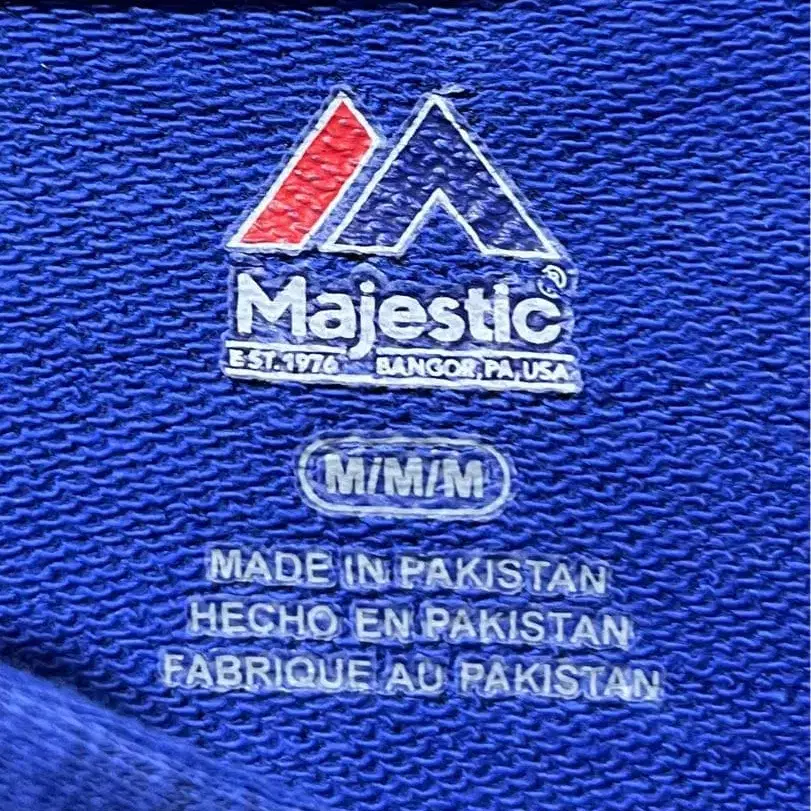 Majestic®
EST. 1976 BANGOR, PA, USA
M/M/M
MADE IN PAKISTAN
HECHO EN PAKISTAN
FABRIQUE AU PAKISTAN